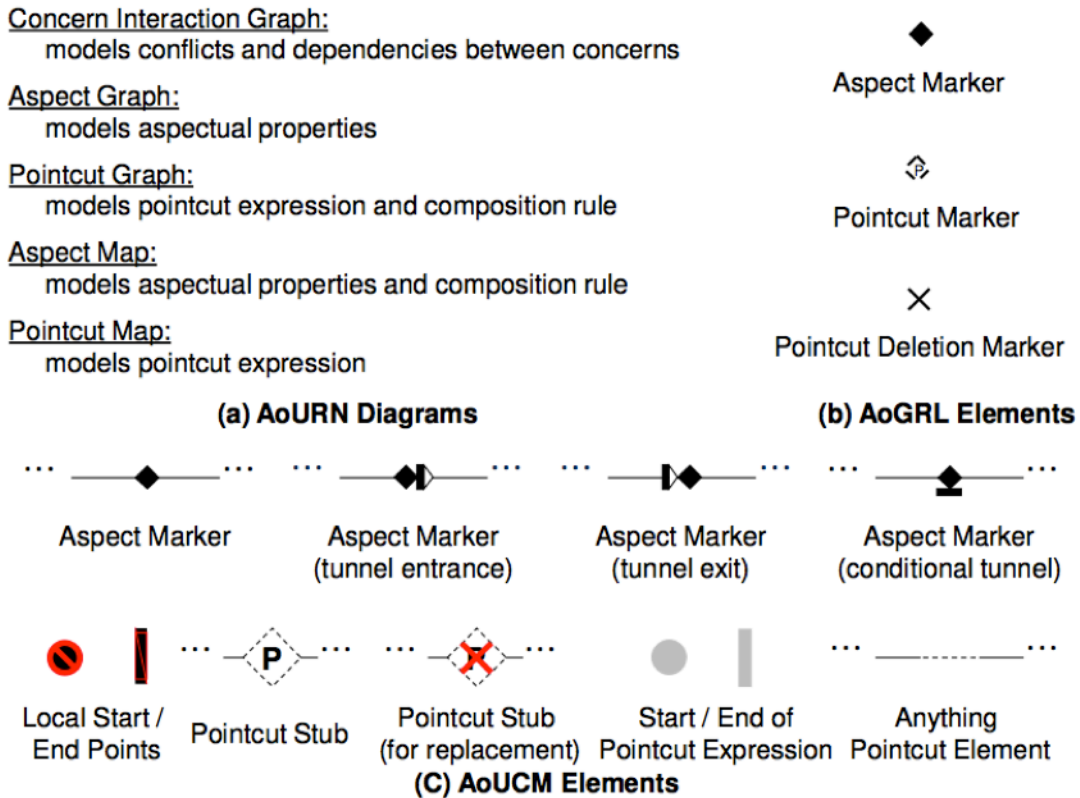 Concern Interaction Graph:
models conflicts and dependencies between concerns
Aspect Graph:
models aspectual properties
Pointcut Graph:
models pointcut expression and composition rule
Aspect Map:
models aspectual properties and composition rule
Pointcut Map:
models pointcut expression
(a) AoURN Diagrams
Aspect Marker
P
Pointcut Marker
Pointcut Deletion Marker
(b) AoGRL Elements
... ... ... ... ... ... ... ...
Aspect Marker Aspect Marker Aspect Marker Aspect Marker
(tunnel entrance) (tunnel exit) (conditional tunnel)
... P ... ... P ... ... ...
Local Start / Pointcut Stub Pointcut Stub Start / End of Anything
End Points (for replacement) Pointcut Expression Pointcut Element
(C) AoUCM Elements